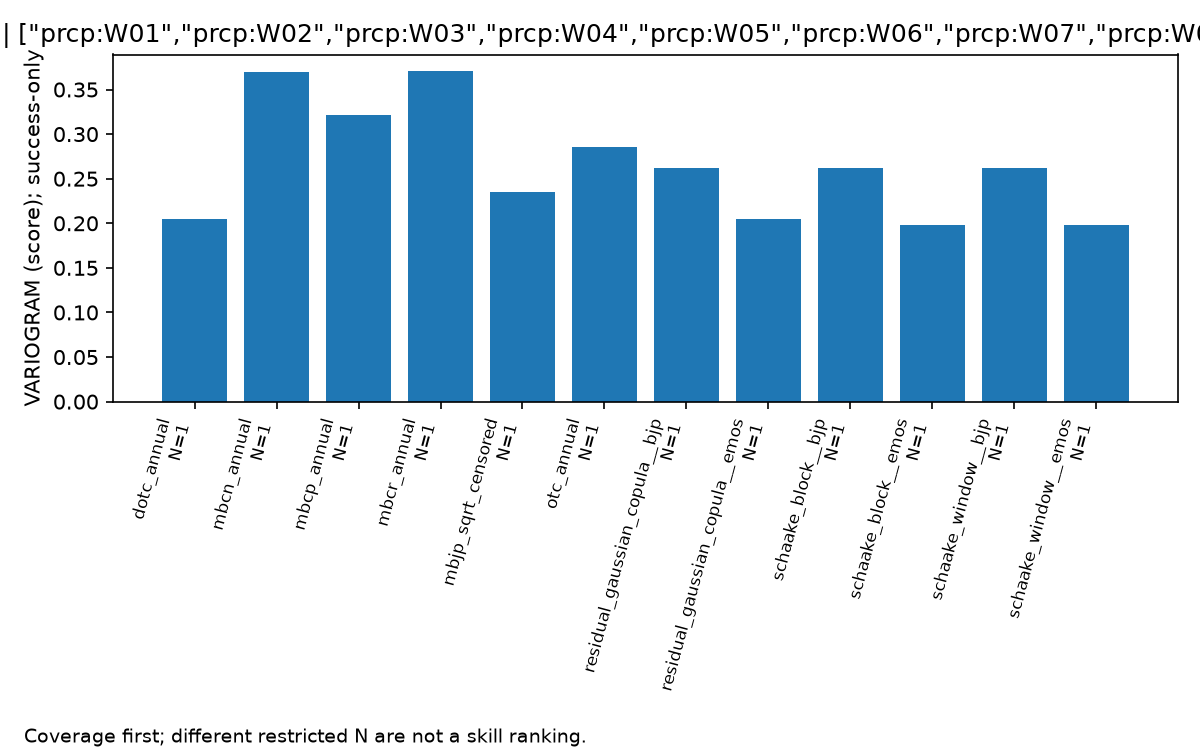 | ["prcp:W01","prcp:W02","prcp:W03","prcp:W04","prcp:W05","prcp:W06","prcp:W07","prcp:W0
VARIOGRAM (score); success-only
0.35
0.30
0.25
0.20
0.15
0.10
0.05
0.00
dotc_annual
N=1
mbcn_annual
N=1
mbcp_annual
N=1
mbcr_annual
N=1
mbjp_sqrt_censored
N=1
otc_annual
N=1
residual_gaussian_copula__bjp
N=1
residual_gaussian_copula__emos
N=1
schaake_block__bjp
N=1
schaake_block__emos
N=1
schaake_window__bjp
N=1
schaake_window__emos
N=1
Coverage first; different restricted N are not a skill ranking.